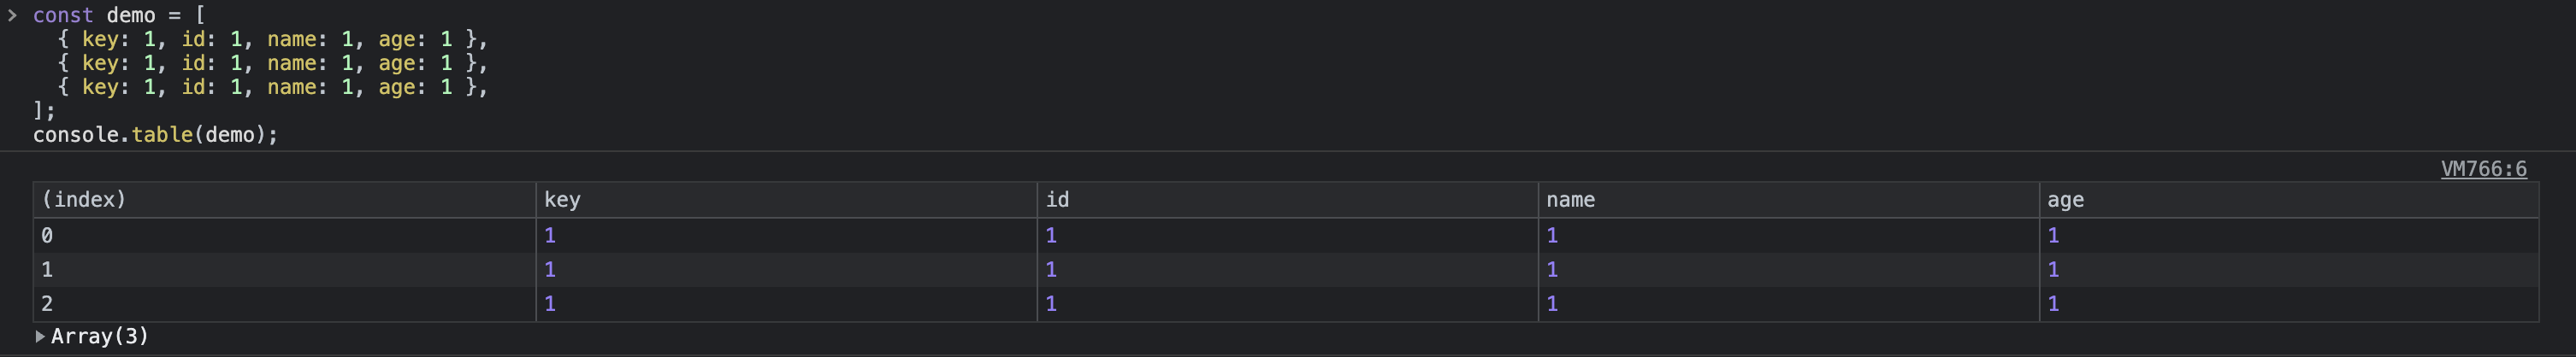 > const demo = [
{ key: 1, id: 1, name: 1, age: 1 },
{ key: 1, id: 1, name: 1, age: 1 },
{ key: 1, id: 1, name: 1, age: 1 },
];
console.table(demo);
VM766:6
(index) key id name age
0 1 1 1 1
1 1 1 1 1
2 1 1 1 1
▶Array(3)